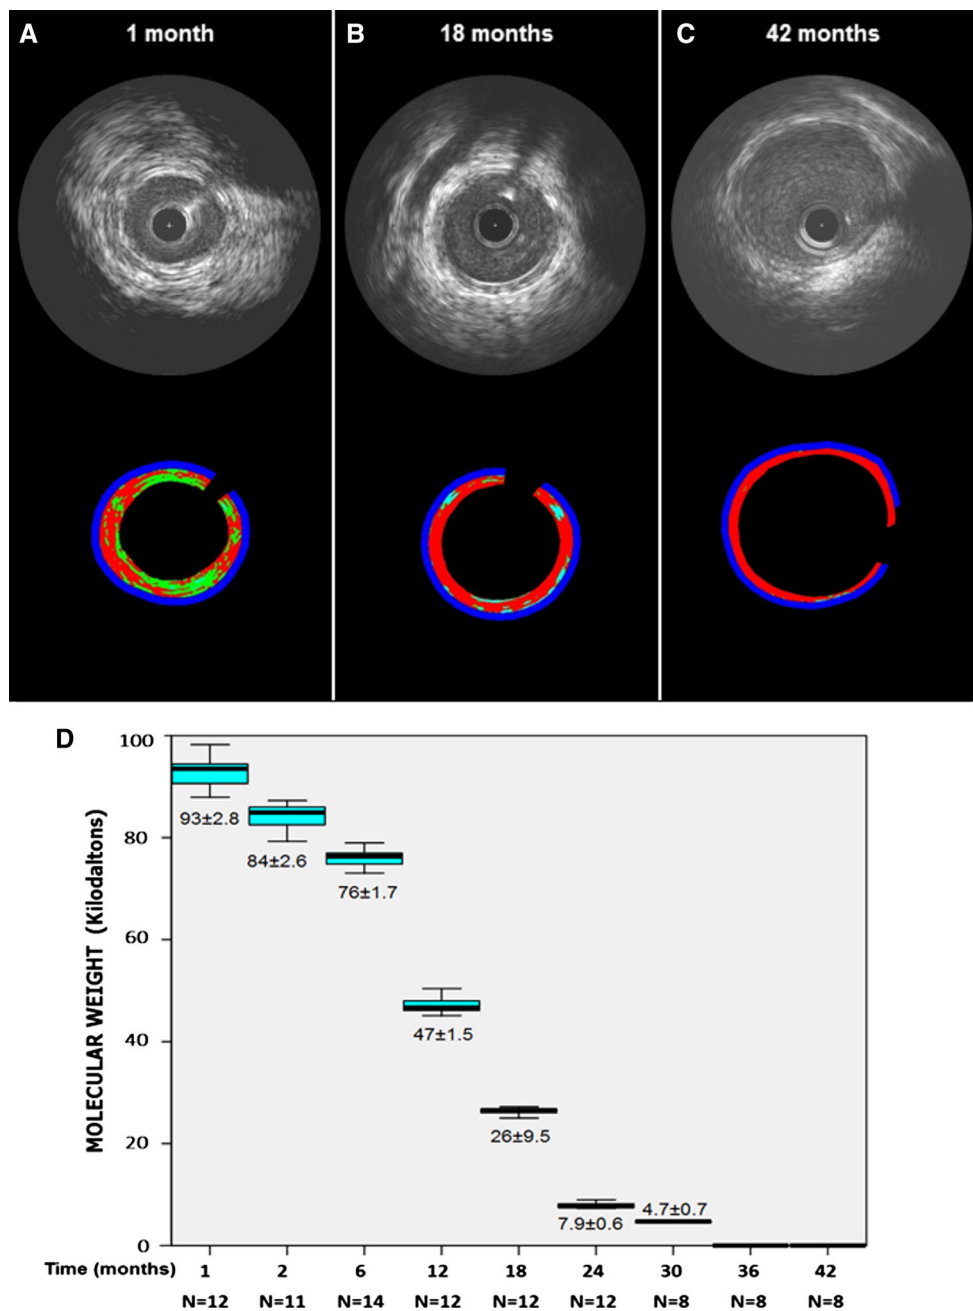 A 1 month B 18 months C 42 months
D
MOLECULAR WEIGHT (Kilodaltons)
100
80
60
40
20
0
93±2.8
84±2.6
76±1.7
47±1.5
26±9.5
7.9±0.6
4.7±0.7
Time (months) 1 2 6 12 18 24 30 36 42
N=12 N=11 N=14 N=12 N=12 N=12 N=8 N=8 N=8